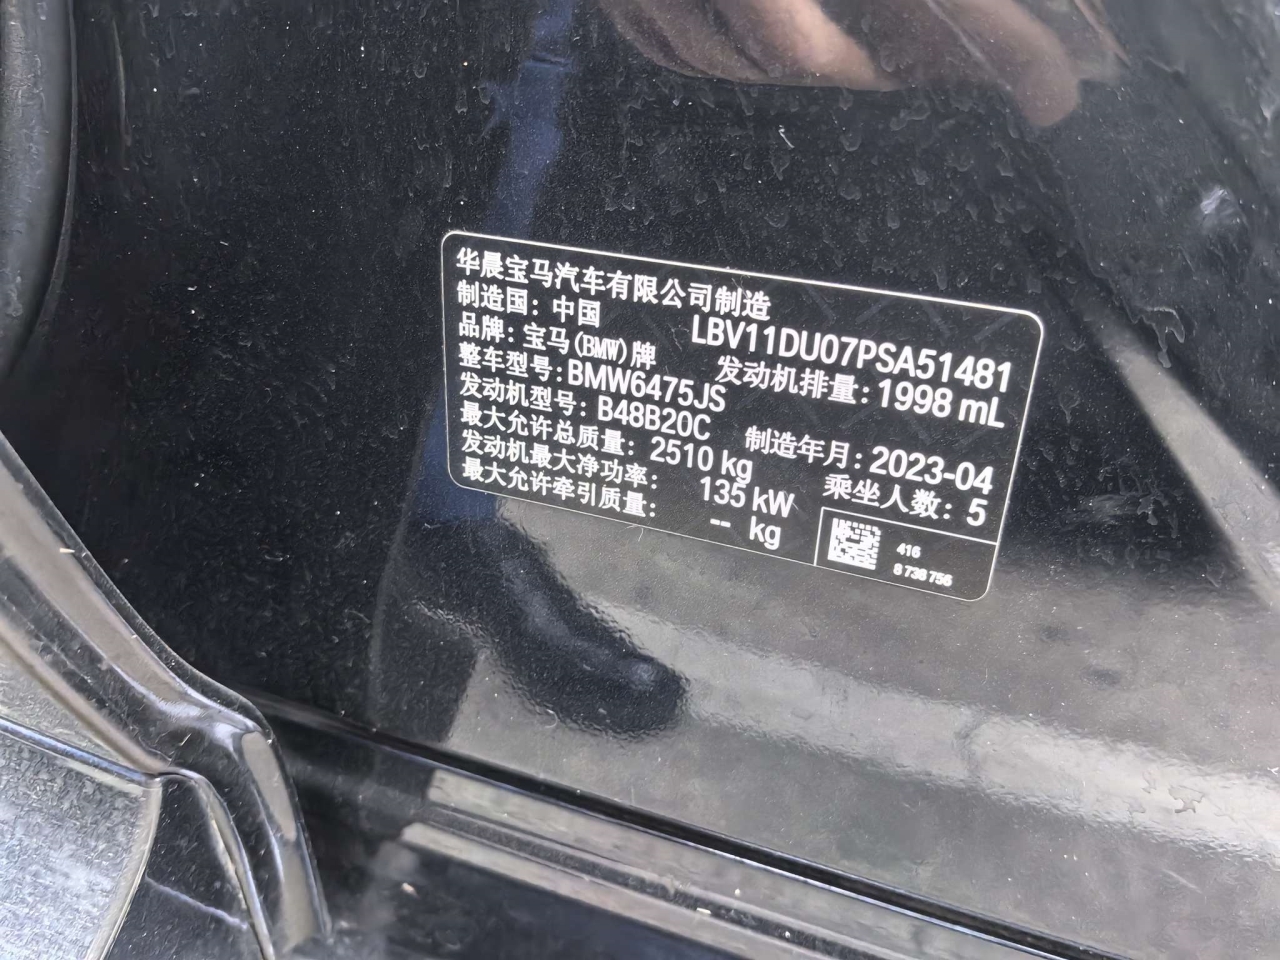 华晨宝马汽车有限公司制造
制造国：中国 LBV11DU07PSA51481
品牌：宝马(BMW)牌 发动机排量：1998 mL
整车型号：BMW6475JS
发动机型号：B48B20C 制造年月：2023-04
最大允许总质量：2510 kg 乘坐人数：5
发动机最大净功率：135 kW
最大允许牵引质量：-- kg
416
8 738 756